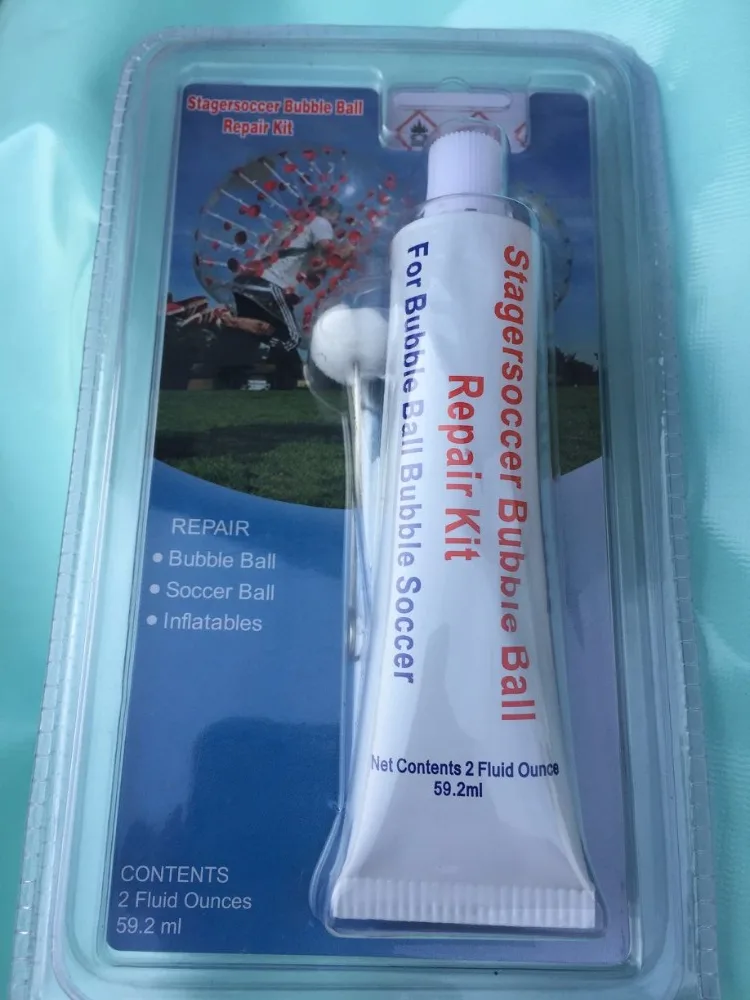 Stagersoccer Bubble Ball
Repair Kit
Stagersoccer Bubble Ball
Repair Kit
For Bubble Ball Bubble Soccer
Net Contents 2 Fluid Ounce
59.2ml
REPAIR
• Bubble Ball
• Soccer Ball
• Inflatables
CONTENTS
2 Fluid Ounces
59.2 ml